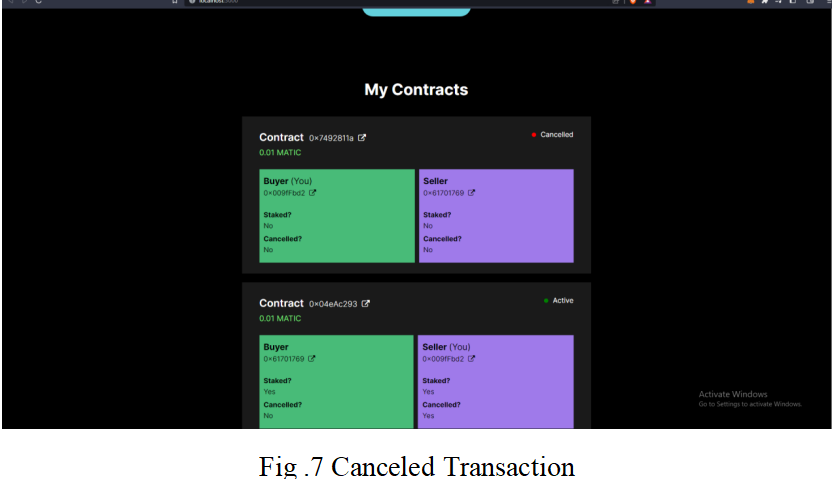 My Contracts
Contract 0×7492811a
Cancelled
0.01 MATIC
Buyer (You)
0×009fFbd2
Staked?
No
Cancelled?
No
Seller
0×61701769
Staked?
No
Cancelled?
No
Contract 0×04eAc293
Active
0.01 MATIC
Buyer
0×61701769
Staked?
Yes
Cancelled?
No
Seller (You)
0×009fFbd2
Staked?
Yes
Cancelled?
Yes
Activate Windows
Go to Settings to activate Windows.
Fig .7 Canceled Transaction